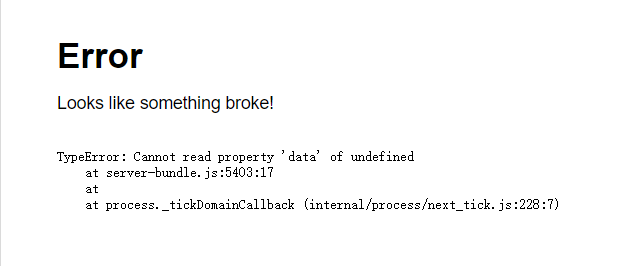 Error
Looks like something broke!
TypeError: Cannot read property 'data' of undefined
at server-bundle.js:5403:17
at
at process._tickDomainCallback (internal/process/next_tick.js:228:7)